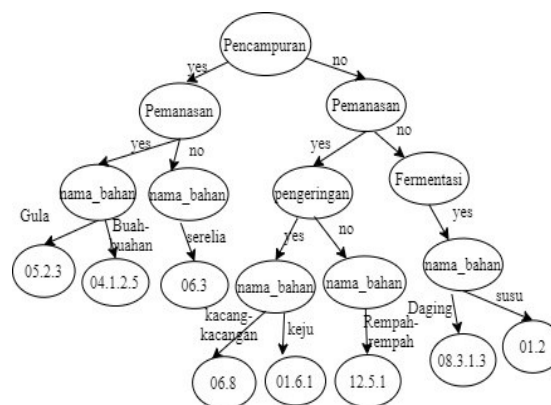 Pencampuran
yes
no
Pemanasan
Pemanasan
yes
no
yes
no
nama_bahan
nama_bahan
pengeringan
Fermentasi
Gula
Buah-
buahan
serelia
yes
no
yes
05.2.3
04.1.2.5
06.3
nama_bahan
nama_bahan
nama_bahan
kacang-
kacangan
keju
Rempah-
rempah
Daging
susu
06.8
01.6.1
12.5.1
08.3.1.3
01.2